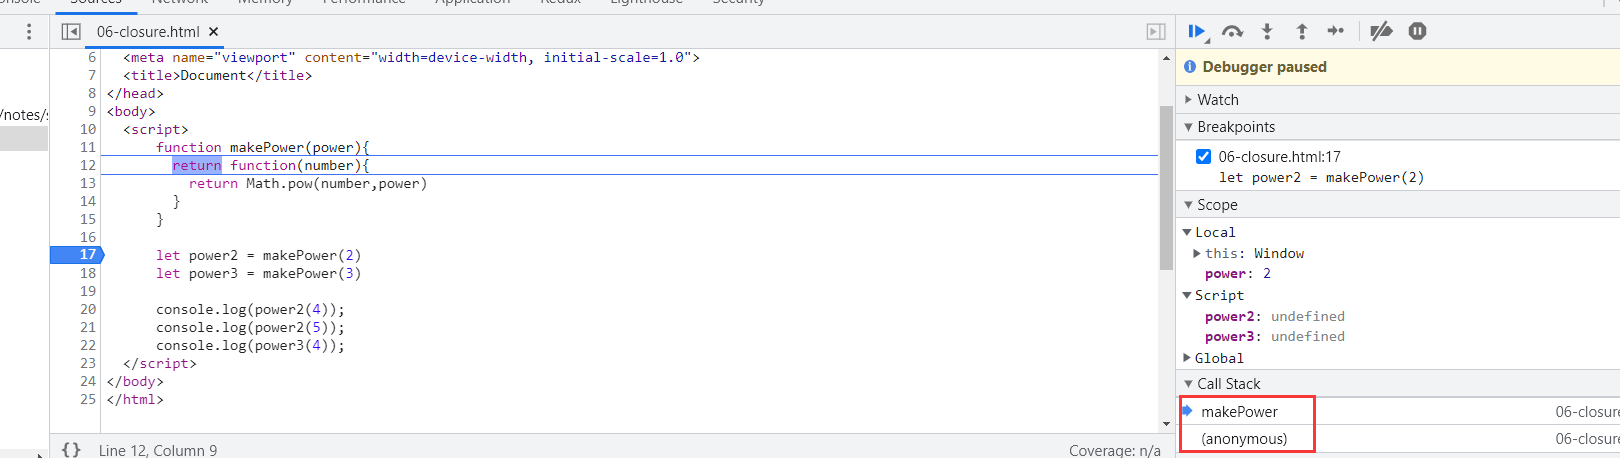 Console Sources Network Memory Performance Application Redux Lighthouse Security
06-closure.html ×
/notes/s
6 <meta name="viewport" content="width=device-width, initial-scale=1.0">
7 <title>Document</title>
8 </head>
9 <body>
10 <script>
11 function makePower(power){
12 return function(number){
13 return Math.pow(number,power)
14 }
15 }
16
17 let power2 = makePower(2)
18 let power3 = makePower(3)
19
20 console.log(power2(4));
21 console.log(power2(5));
22 console.log(power3(4));
23 </script>
24 </body>
25 </html>
{} Line 12, Column 9 Coverage: n/a
Debugger paused
Watch
Breakpoints
06-closure.html:17
let power2 = makePower(2)
Scope
Local
this: Window
power: 2
Script
power2: undefined
power3: undefined
Global
Call Stack
makePower 06-closure
(anonymous) 06-closure